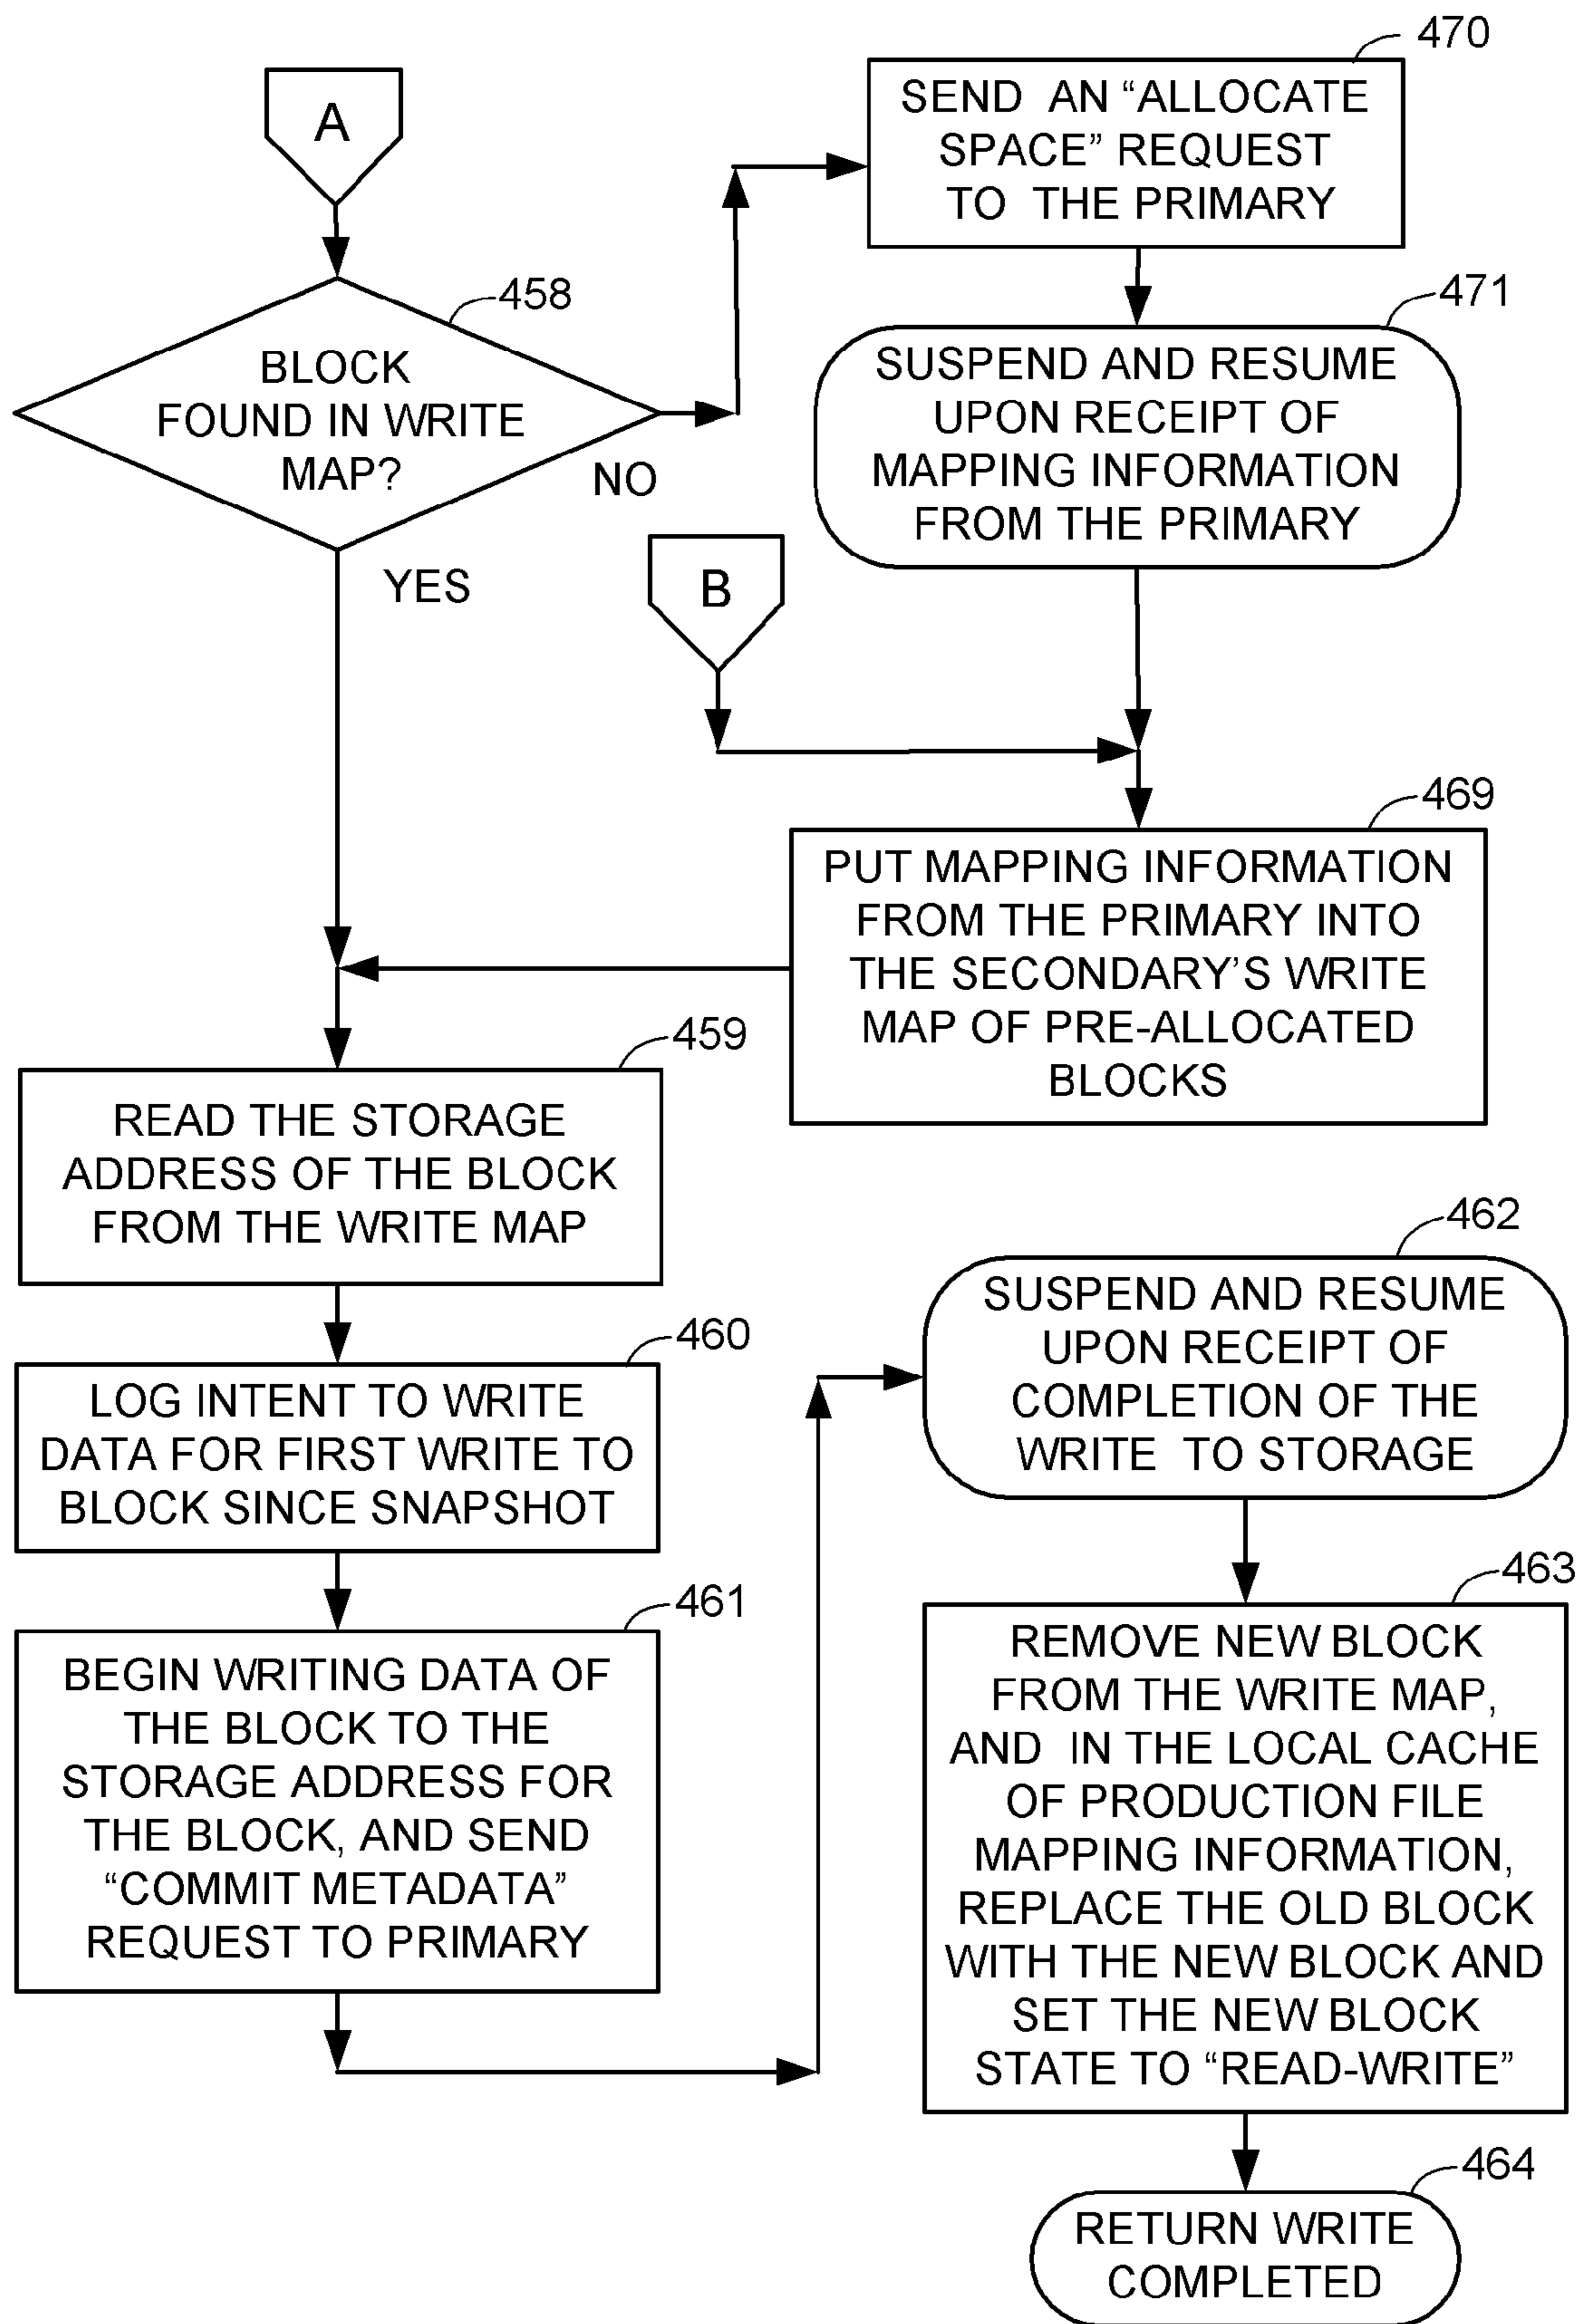 A
458
BLOCK
FOUND IN WRITE
MAP?
NO
YES
470
SEND AN “ALLOCATE
SPACE” REQUEST
TO THE PRIMARY
471
SUSPEND AND RESUME
UPON RECEIPT OF
MAPPING INFORMATION
FROM THE PRIMARY
B
469
PUT MAPPING INFORMATION
FROM THE PRIMARY INTO
THE SECONDARY’S WRITE
MAP OF PRE-ALLOCATED
BLOCKS
459
READ THE STORAGE
ADDRESS OF THE BLOCK
FROM THE WRITE MAP
460
LOG INTENT TO WRITE
DATA FOR FIRST WRITE TO
BLOCK SINCE SNAPSHOT
461
BEGIN WRITING DATA OF
THE BLOCK TO THE
STORAGE ADDRESS FOR
THE BLOCK, AND SEND
“COMMIT METADATA”
REQUEST TO PRIMARY
462
SUSPEND AND RESUME
UPON RECEIPT OF
COMPLETION OF THE
WRITE TO STORAGE
463
REMOVE NEW BLOCK
FROM THE WRITE MAP,
AND IN THE LOCAL CACHE
OF PRODUCTION FILE
MAPPING INFORMATION,
REPLACE THE OLD BLOCK
WITH THE NEW BLOCK AND
SET THE NEW BLOCK
STATE TO “READ-WRITE”
464
RETURN WRITE
COMPLETED